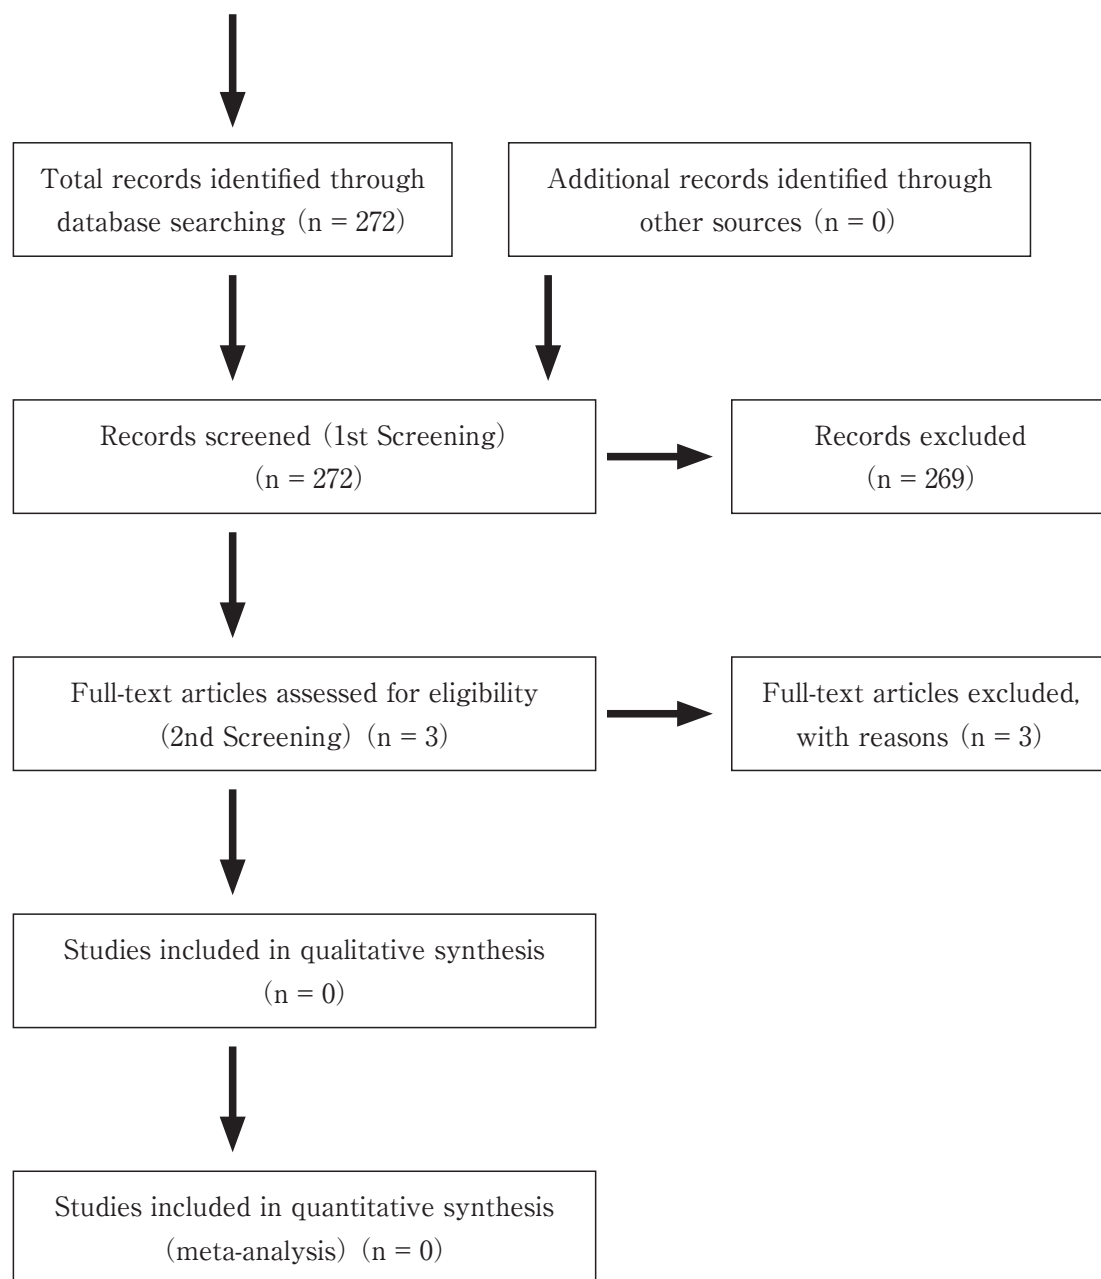 Total records identified through
database searching (n = 272)
Additional records identified through
other sources (n = 0)
Records screened (1st Screening)
(n = 272)
Records excluded
(n = 269)
Full-text articles assessed for eligibility
(2nd Screening) (n = 3)
Full-text articles excluded,
with reasons (n = 3)
Studies included in qualitative synthesis
(n = 0)
Studies included in quantitative synthesis
(meta-analysis) (n = 0)